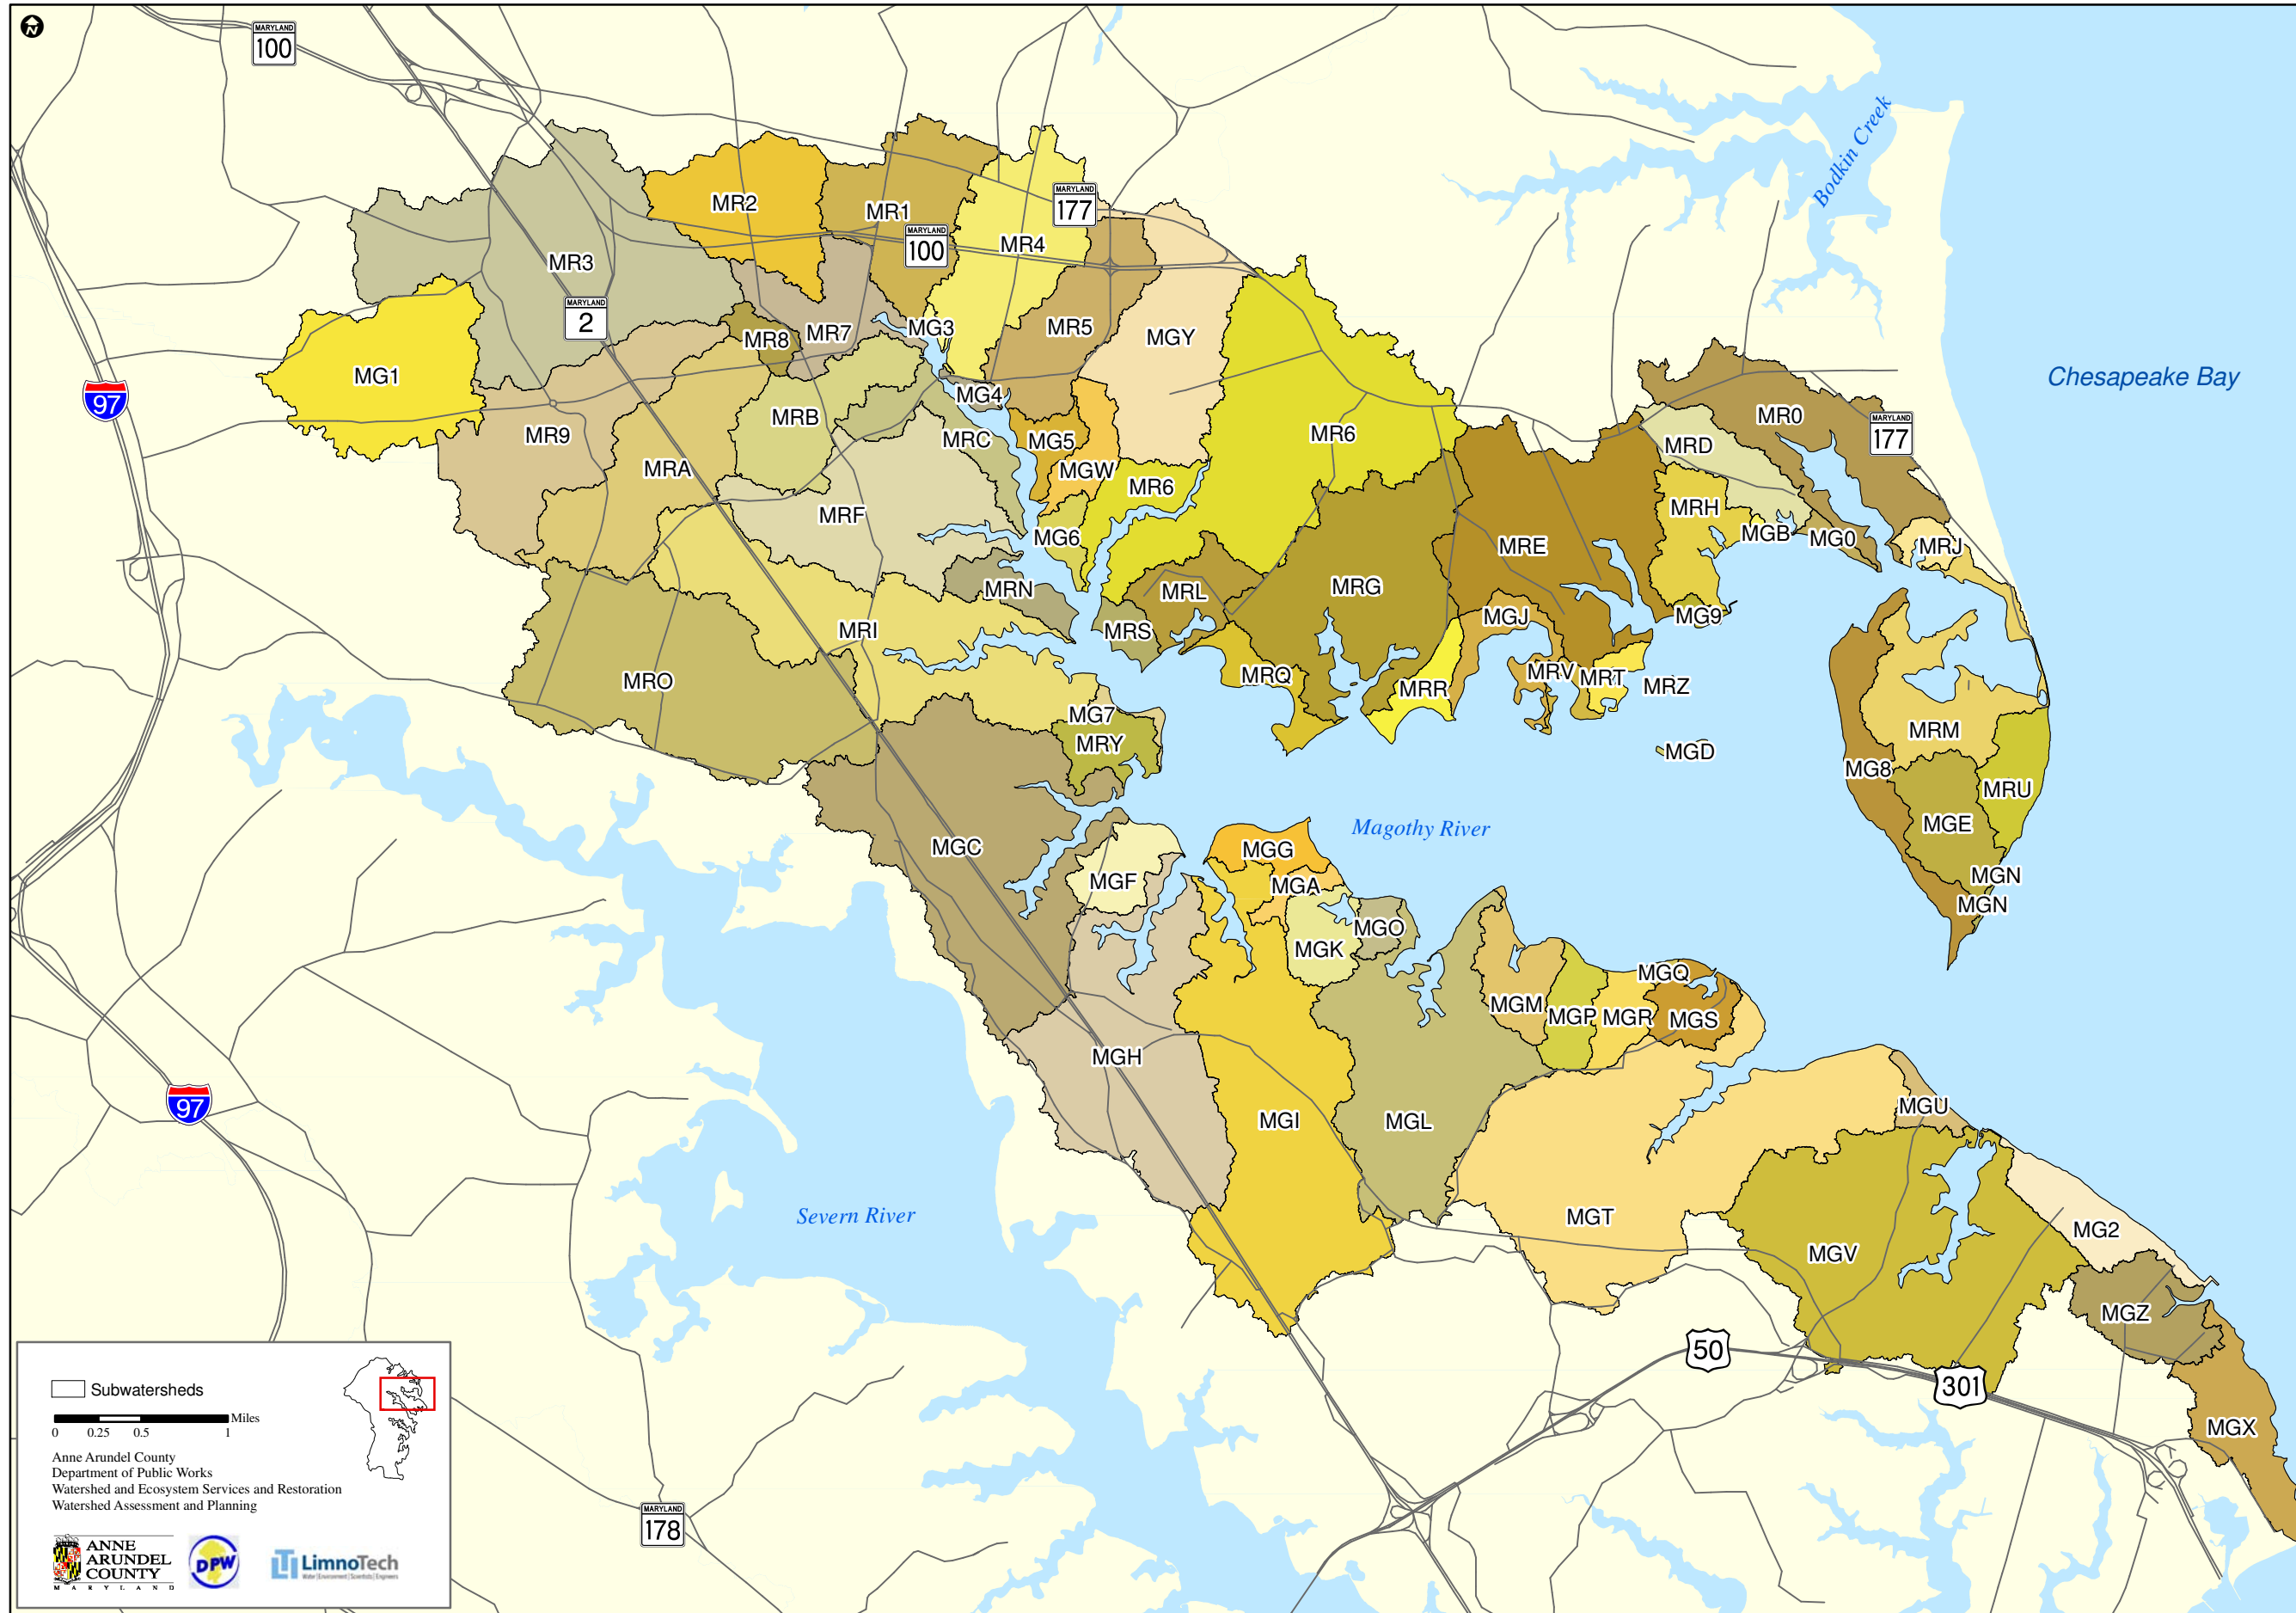 N
MARYLAND
100
MR2
MR1
MARYLAND
177
MARYLAND
100
MR4
Bodkin Creek
MR3
MARYLAND
2
MR8
MR7
MG3
MR5
MGY
MG1
97
Chesapeake Bay
MG4
MRB
MR9
MRA
MRC
MG5
MGW
MR6
MR6
MR0
MARYLAND
177
MRD
MRF
MG6
MRH
MGB
MG0
MRJ
MRE
MRN
MRL
MRG
MRS
MGJ
MG9
MRI
MRO
MRQ
MRR
MRV
MRT
MRZ
MG7
MRY
MGD
MRM
MG8
MRU
MGE
MGN
MGN
Magothy River
MGC
MGG
MGF
MGA
MGO
MGK
MGQ
MGM
MGP
MGR
MGS
MGH
97
MGI
MGL
MGU
Severn River
MGT
MG2
MGV
MGZ
50
301
MGX
MARYLAND
178
Subwatersheds
Miles
0 0.25 0.5 1
Anne Arundel County
Department of Public Works
Watershed and Ecosystem Services and Restoration
Watershed Assessment and Planning
ANNE
ARUNDEL
COUNTY
MARYLAND
DPW
LimnoTech
Water | Environment | Scientists | Engineers